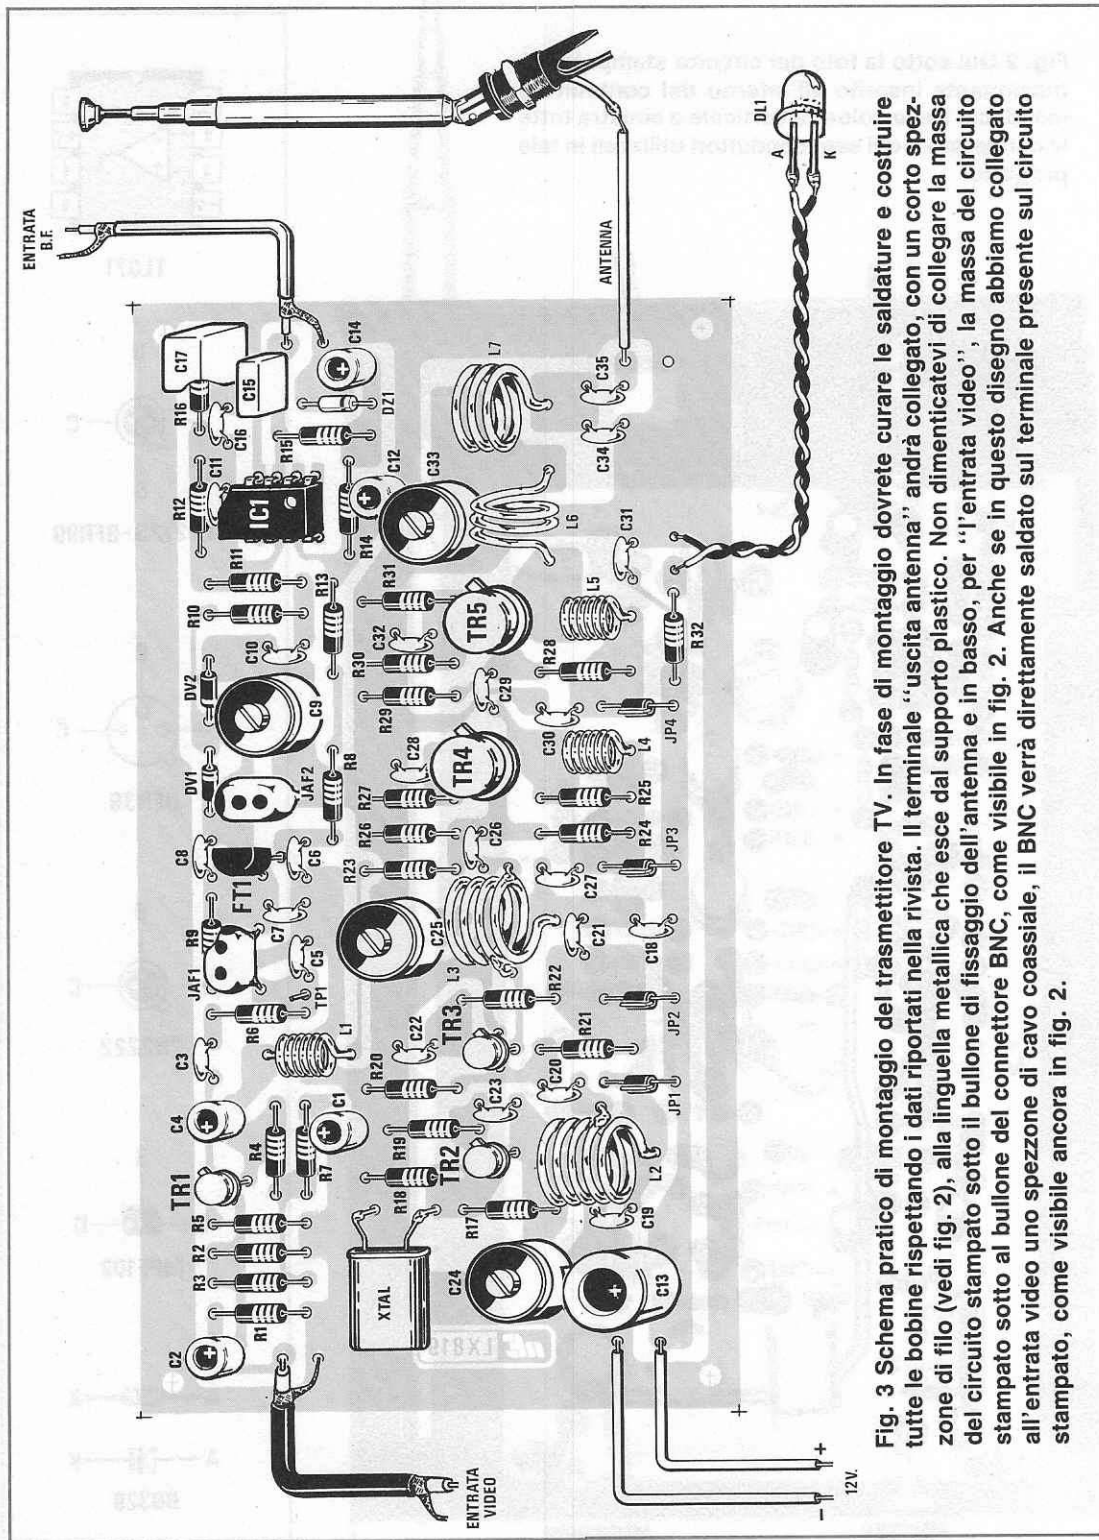 ENTRATA
B.F.
C17
R16
C16
C15
C14
DZ1
R15
R12
C11
IC1
R14
C12
C33
L7
C35
C34
ANTENNA
DL1
A
K
R11
R10
R13
C10
R31
C32
R30
R29
TR5
L6
L5
C31
R28
R32
DV2
C9
DV1
JAF2
R8
C28
R27
R26
R23
TR4
C29
C30
L4
JP4
R25
R24
JP3
C8
FT1
C6
C7
C26
C27
C25
L3
C21
C18
R9
JAF1
C5
TP1
R6
L1
C3
C22
TR3
R22
R21
JP2
R20
C23
C20
JP1
C4
TR1
R4
R7
C1
R19
R18
TR2
R17
L2
C19
R5
R2
R3
R1
C2
XTAL
C24
C13
LX819
ENTRATA
VIDEO
12V.
+
−
Fig. 3 Schema pratico di montaggio del trasmettitore TV. In fase di montaggio dovrete curare le saldature e costruire
tutte le bobine rispettando i dati riportati nella rivista. Il terminale "uscita antenna" andrà collegato, con un corto spez-
zone di filo (vedi fig. 2), alla linguella metallica che esce dal supporto plastico. Non dimenticatevi di collegare la massa
del circuito stampato sotto il bullone di fissaggio dell'antenna e in basso, per "l'entrata video", la massa del circuito
stampato sotto al bullone del connettore BNC, come visibile in fig. 2. Anche se in questo disegno abbiamo collegato
all'entrata video uno spezzone di cavo coassiale, il BNC verrà direttamente saldato sul terminale presente sul circuito
stampato, come visibile ancora in fig. 2.